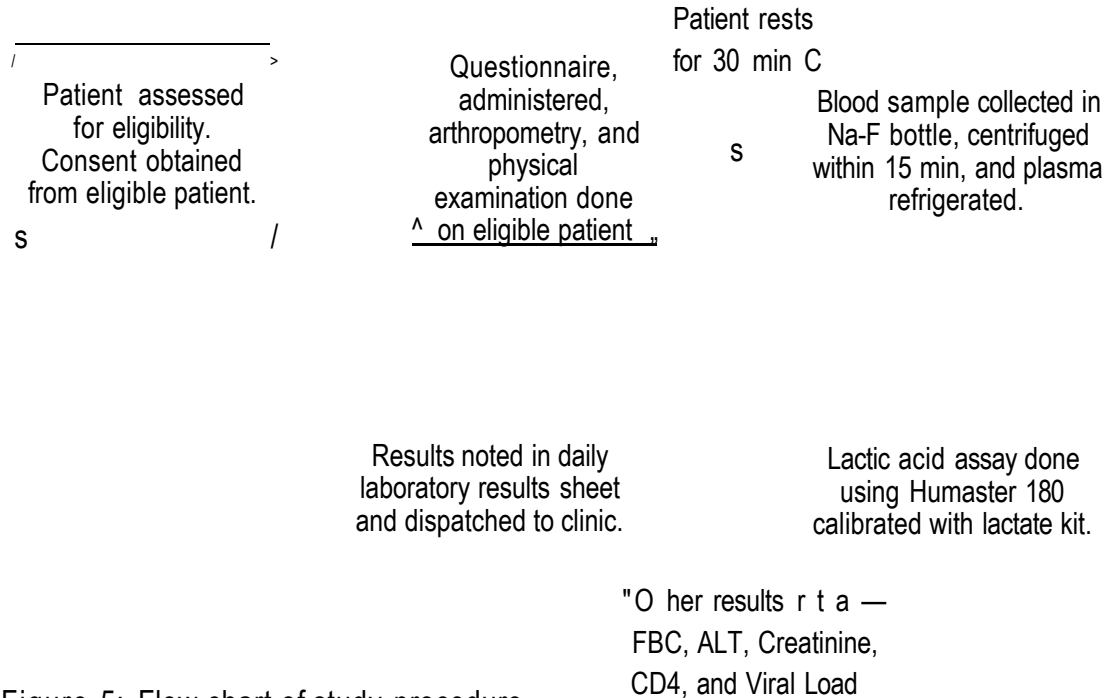 / >
Patient assessed
for eligibility.
Consent obtained
from eligible patient.
s /
Questionnaire,
administered,
arthropometry, and
physical
examination done
^ on eligible patient „
Patient rests
for 30 min C
s
Blood sample collected in
Na-F bottle, centrifuged
within 15 min, and plasma
refrigerated.
Results noted in daily
laboratory results sheet
and dispatched to clinic.
Lactic acid assay done
using Humaster 180
calibrated with lactate kit.
"O her results r t a —
FBC, ALT, Creatinine,
CD4, and Viral Load
Figure 5: Flow chart of study procedure